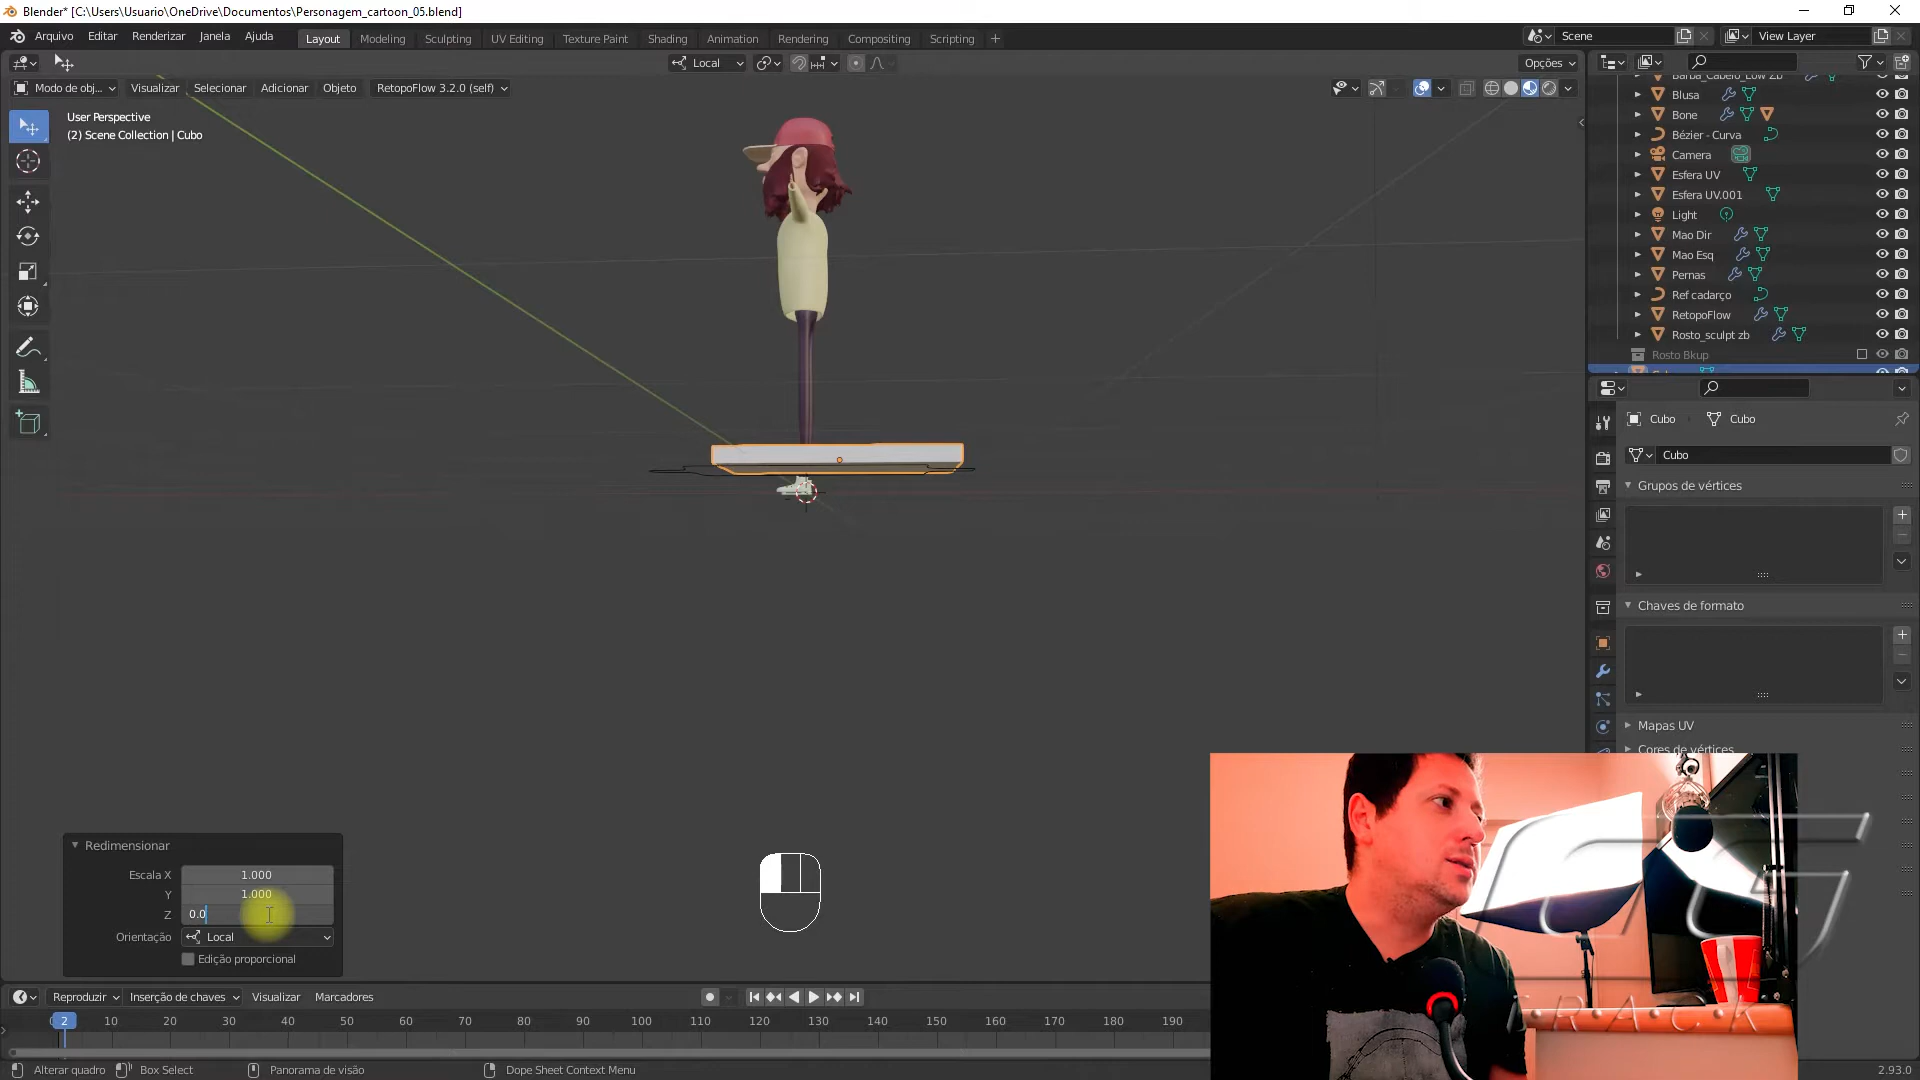 Blender* [C:\Users\Usuario\OneDrive\Documentos\Personagem_cartoon_05.blend]
Arquivo Editar Renderizar Janela Ajuda Layout Modeling Sculpting UV Editing Texture Paint Shading Animation Rendering Compositing Scripting + Scene View Layer
Local Opções
Modo de obj... Visualizar Selecionar Adicionar Objeto RetopoFlow 3.2.0 (self)
User Perspective
(2) Scene Collection | Cubo
Barba_Cabelo_Low Zb
Blusa
Bone
Bézier - Curva
Camera
Esfera UV
Esfera UV.001
Light
Mao Dir
Mao Esq
Pernas
Ref cadarço
RetopoFlow
Rosto_sculpt zb
Rosto Bkup
Cubo Cubo
Cubo
Grupos de vértices
Chaves de formato
Mapas UV
Cores de vértices
Redimensionar
Escala X 1.000
Y 1.000
Z 0.0
Orientação Local
Edição proporcional
Reproduzir Inserção de chaves Visualizar Marcadores
2 10 20 30 40 50 60 70 80 90 100 110 120 130 140 150 160 170 180 190
Alterar quadro Box Select Panorama de visão Dope Sheet Context Menu 2.93.0